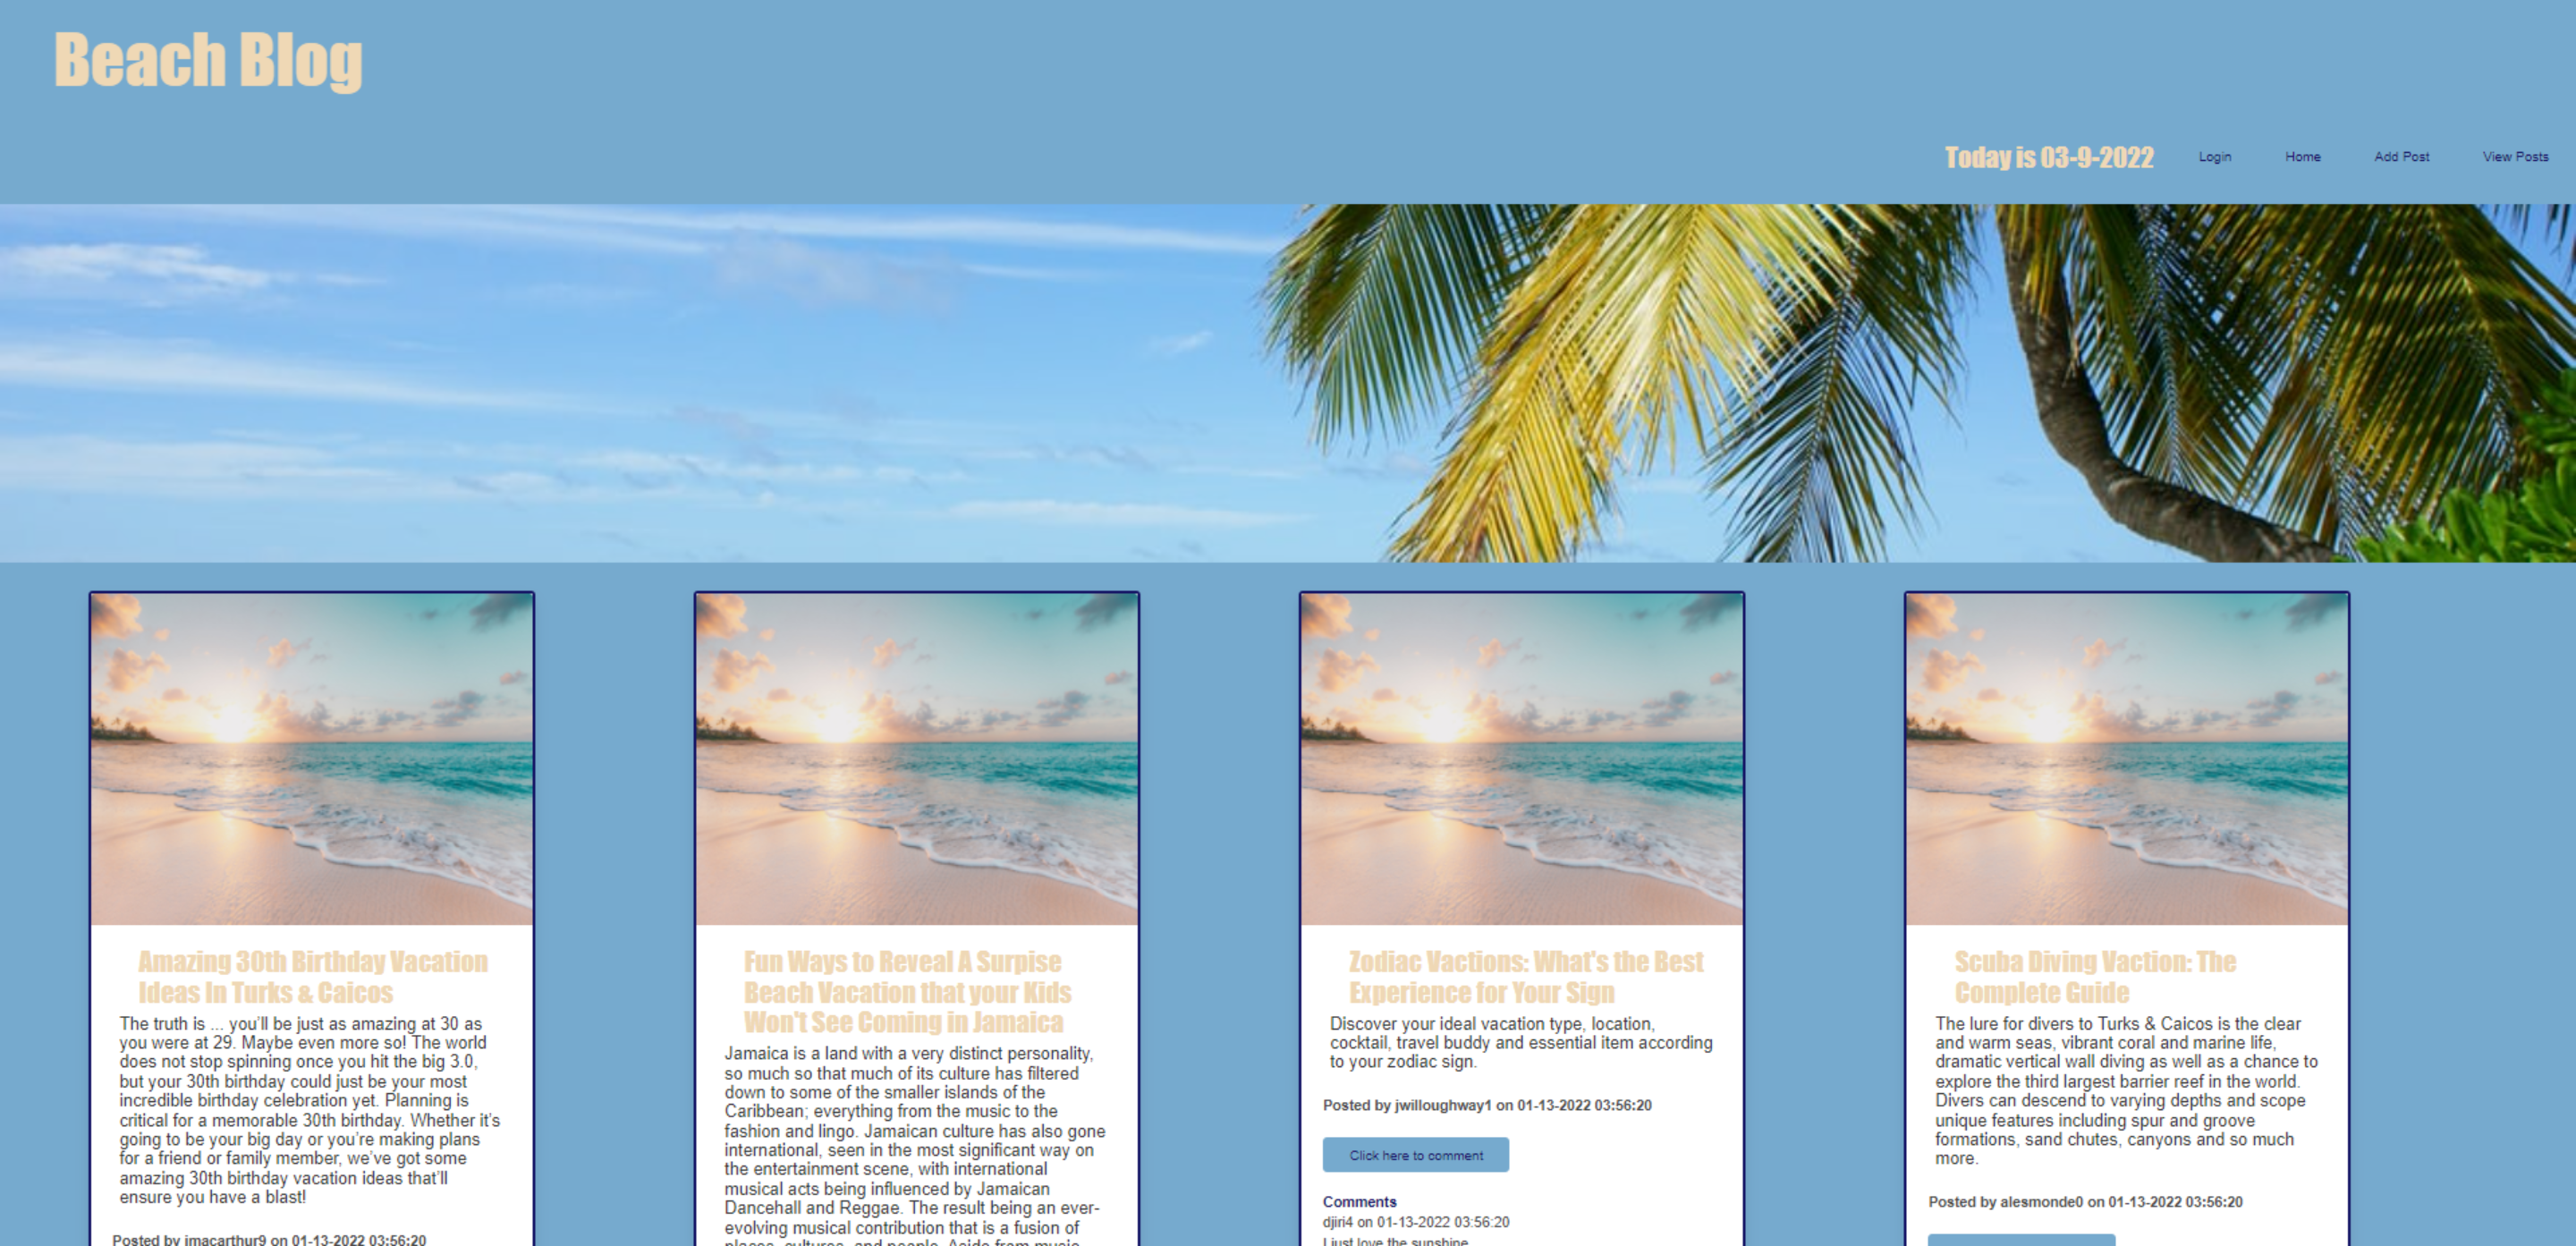 Beach Blog
Today is 03-9-2022 Login Home Add Post View Posts
Amazing 30th Birthday Vacation
Ideas In Turks & Caicos
The truth is ... you'll be just as amazing at 30 as
you were at 29. Maybe even more so! The world
does not stop spinning once you hit the big 3.0,
but your 30th birthday could just be your most
incredible birthday celebration yet. Planning is
critical for a memorable 30th birthday. Whether it's
going to be your big day or you're making plans
for a friend or family member, we've got some
amazing 30th birthday vacation ideas that'll
ensure you have a blast!
Posted by imacarthur9 on 01-13-2022 03:56:20
Fun Ways to Reveal A Surpise
Beach Vacation that your Kids
Won't See Coming in Jamaica
Jamaica is a land with a very distinct personality,
so much so that much of its culture has filtered
down to some of the smaller islands of the
Caribbean; everything from the music to the
fashion and lingo. Jamaican culture has also gone
international, seen in the most significant way on
the entertainment scene, with international
musical acts being influenced by Jamaican
Dancehall and Reggae. The result being an ever-
evolving musical contribution that is a fusion of
places, cultures, and people. Aside from music,
Zodiac Vactions: What's the Best
Experience for Your Sign
Discover your ideal vacation type, location,
cocktail, travel buddy and essential item according
to your zodiac sign.
Posted by jwilloughway1 on 01-13-2022 03:56:20
Click here to comment
Comments
djiri4 on 01-13-2022 03:56:20
I just love the sunshine
Scuba Diving Vaction: The
Complete Guide
The lure for divers to Turks & Caicos is the clear
and warm seas, vibrant coral and marine life,
dramatic vertical wall diving as well as a chance to
explore the third largest barrier reef in the world.
Divers can descend to varying depths and scope
unique features including spur and groove
formations, sand chutes, canyons and so much
more.
Posted by alesmonde0 on 01-13-2022 03:56:20